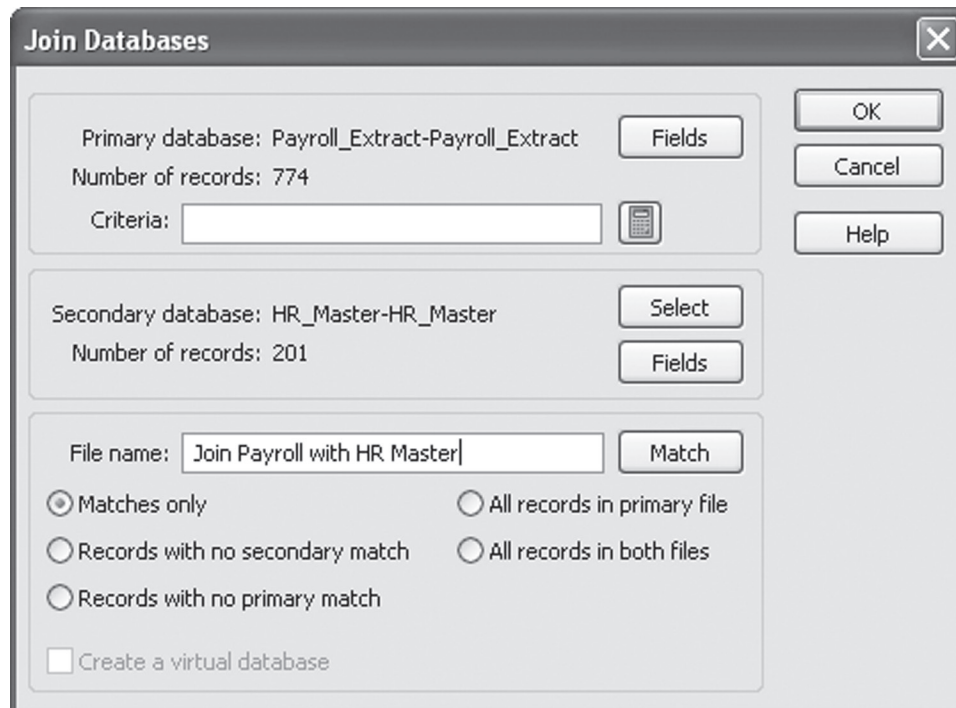 Join Databases
OK
Primary database: Payroll_Extract-Payroll_Extract
Fields
Cancel
Number of records: 774
Criteria:
Help
Secondary database: HR_Master-HR_Master
Select
Number of records: 201
Fields
File name: Join Payroll with HR Master
Match
Matches only
All records in primary file
Records with no secondary match
All records in both files
Records with no primary match
Create a virtual database